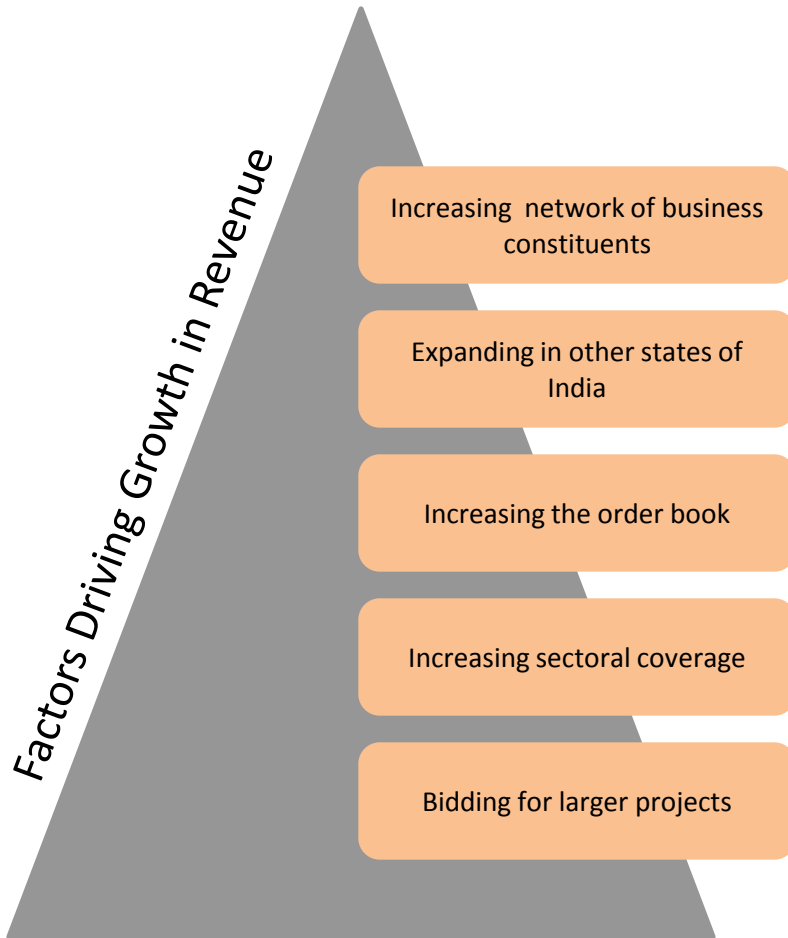 Factors Driving Growth in Revenue
Increasing  network of business
constituents
Expanding in other states of
India
Increasing the order book
Increasing sectoral coverage
Bidding for larger projects